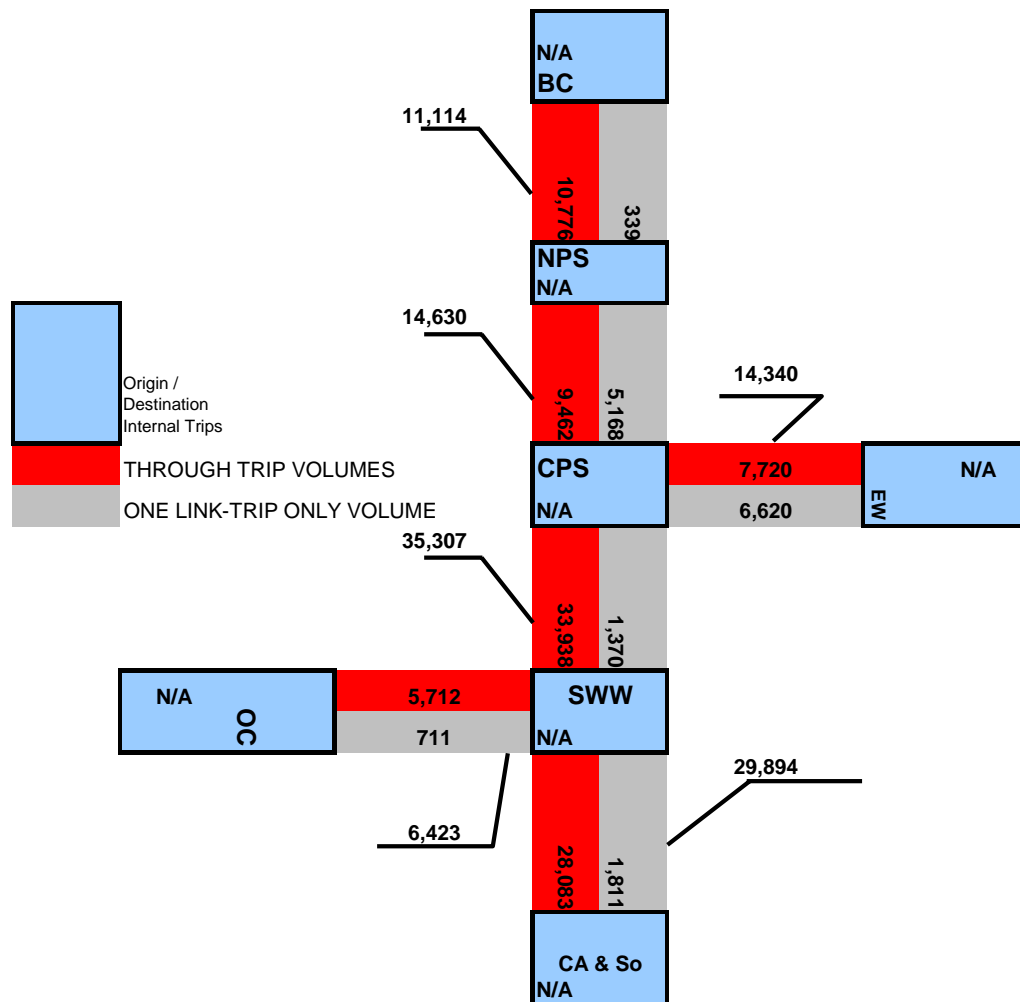 N/A
BC
11,114
10,776
339
NPS
N/A
14,630
9,462
5,168
14,340
Origin /
Destination
Internal Trips
THROUGH TRIP VOLUMES
ONE LINK-TRIP ONLY VOLUME
CPS
N/A
7,720
6,620
N/A
EW
35,307
33,938
1,370
N/A
OC
5,712
711
SWW
N/A
6,423
29,894
28,083
1,811
CA & So
N/A